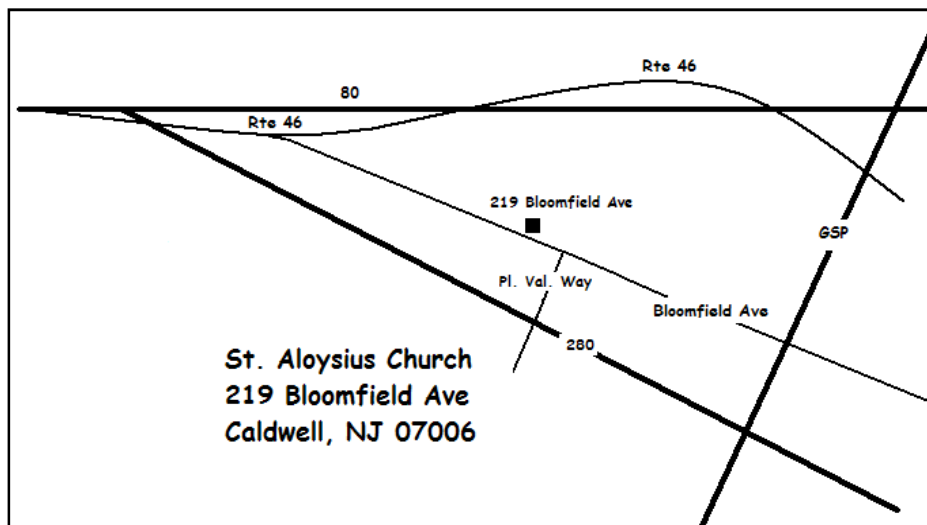 Rte 46
80
Rte 46
219 Bloomfield Ave
GSP
Pl. Val. Way
Bloomfield Ave
280
St. Aloysius Church
219 Bloomfield Ave
Caldwell, NJ 07006